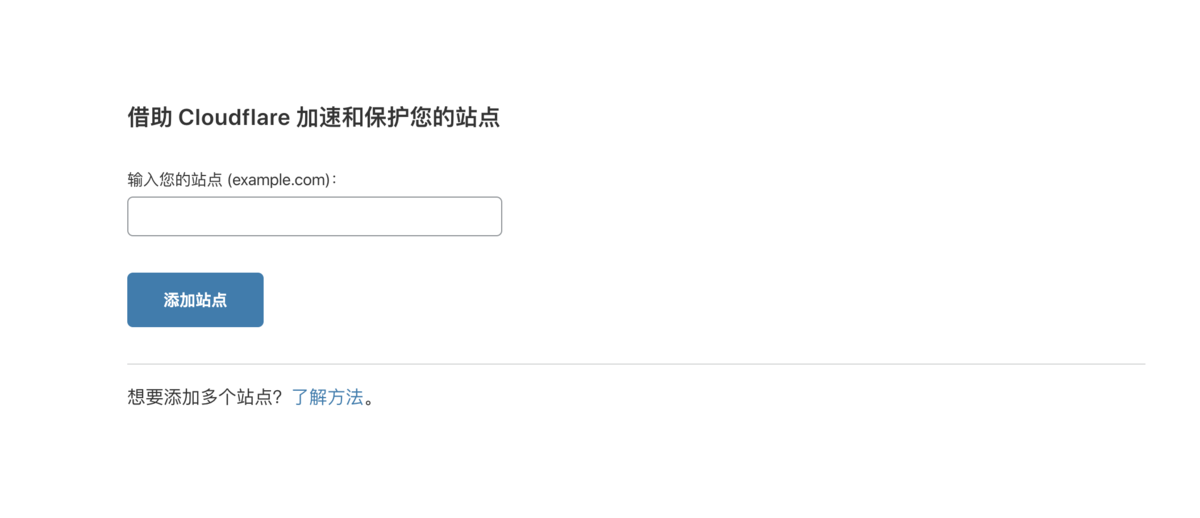 借助 Cloudflare 加速和保护您的站点
输入您的站点 (example.com)：
添加站点
想要添加多个站点？了解方法。